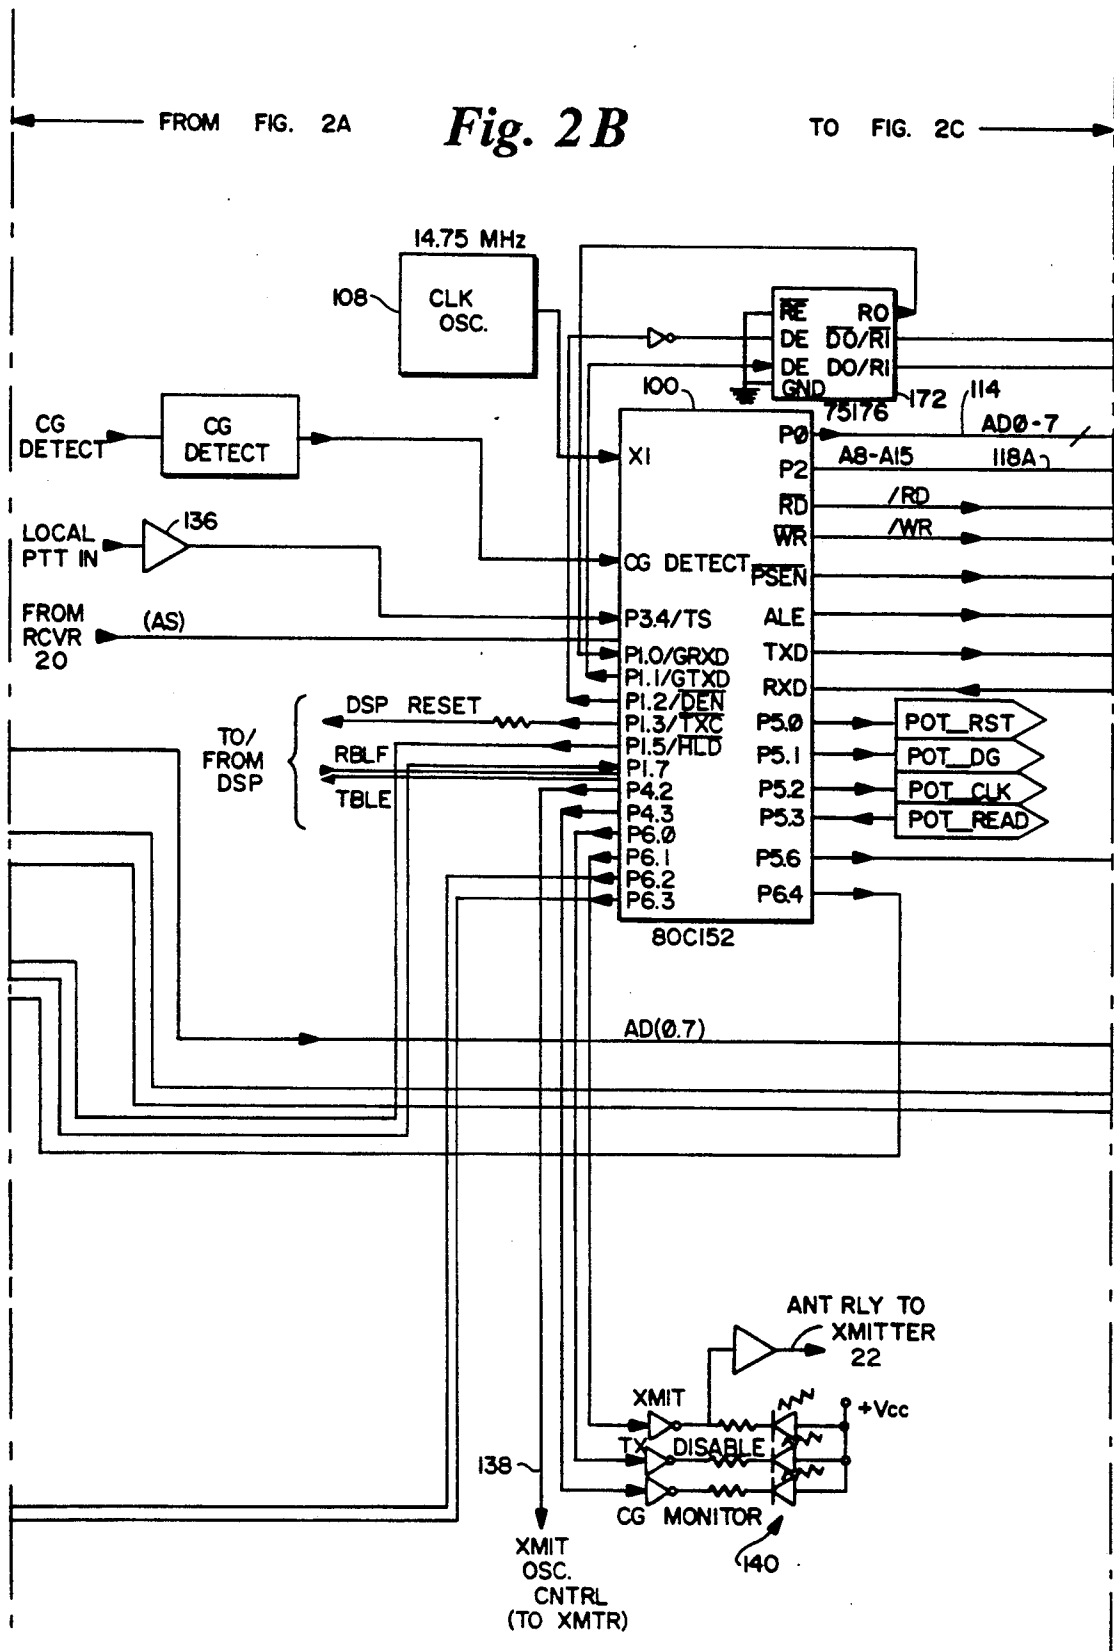 FROM FIG. 2A
Fig. 2B
TO FIG. 2C
14.75 MHz
108
CLK
OSC.
RE
RO
DE
DO/RI
DE
DO/RI
GND
172
75176
100
114
CG
DETECT
CG
DETECT
X1
P0
AD0-7
P2
A8-A15
118A
RD
/RD
WR
/WR
136
LOCAL
PTT IN
CG DETECT
PSEN
FROM
RCVR
20
(AS)
P3.4/TS
ALE
P1.0/GRXD
TXD
P1.1/GTXD
RXD
P1.2/DEN
DSP RESET
P1.3/TXC
P5.0
POT_RST
TO/
FROM
DSP
P1.5/HLD
RBLF
P1.7
P5.1
POT_DG
TBLE
P4.2
P5.2
POT_CLK
P4.3
P5.3
POT_READ
P6.0
P6.1
P5.6
P6.2
P6.3
P6.4
80C152
AD(0.7)
ANT RLY TO
XMITTER
22
XMIT
+Vcc
TX DISABLE
138
CG MONITOR
140
XMIT
OSC.
CNTRL
(TO XMTR)